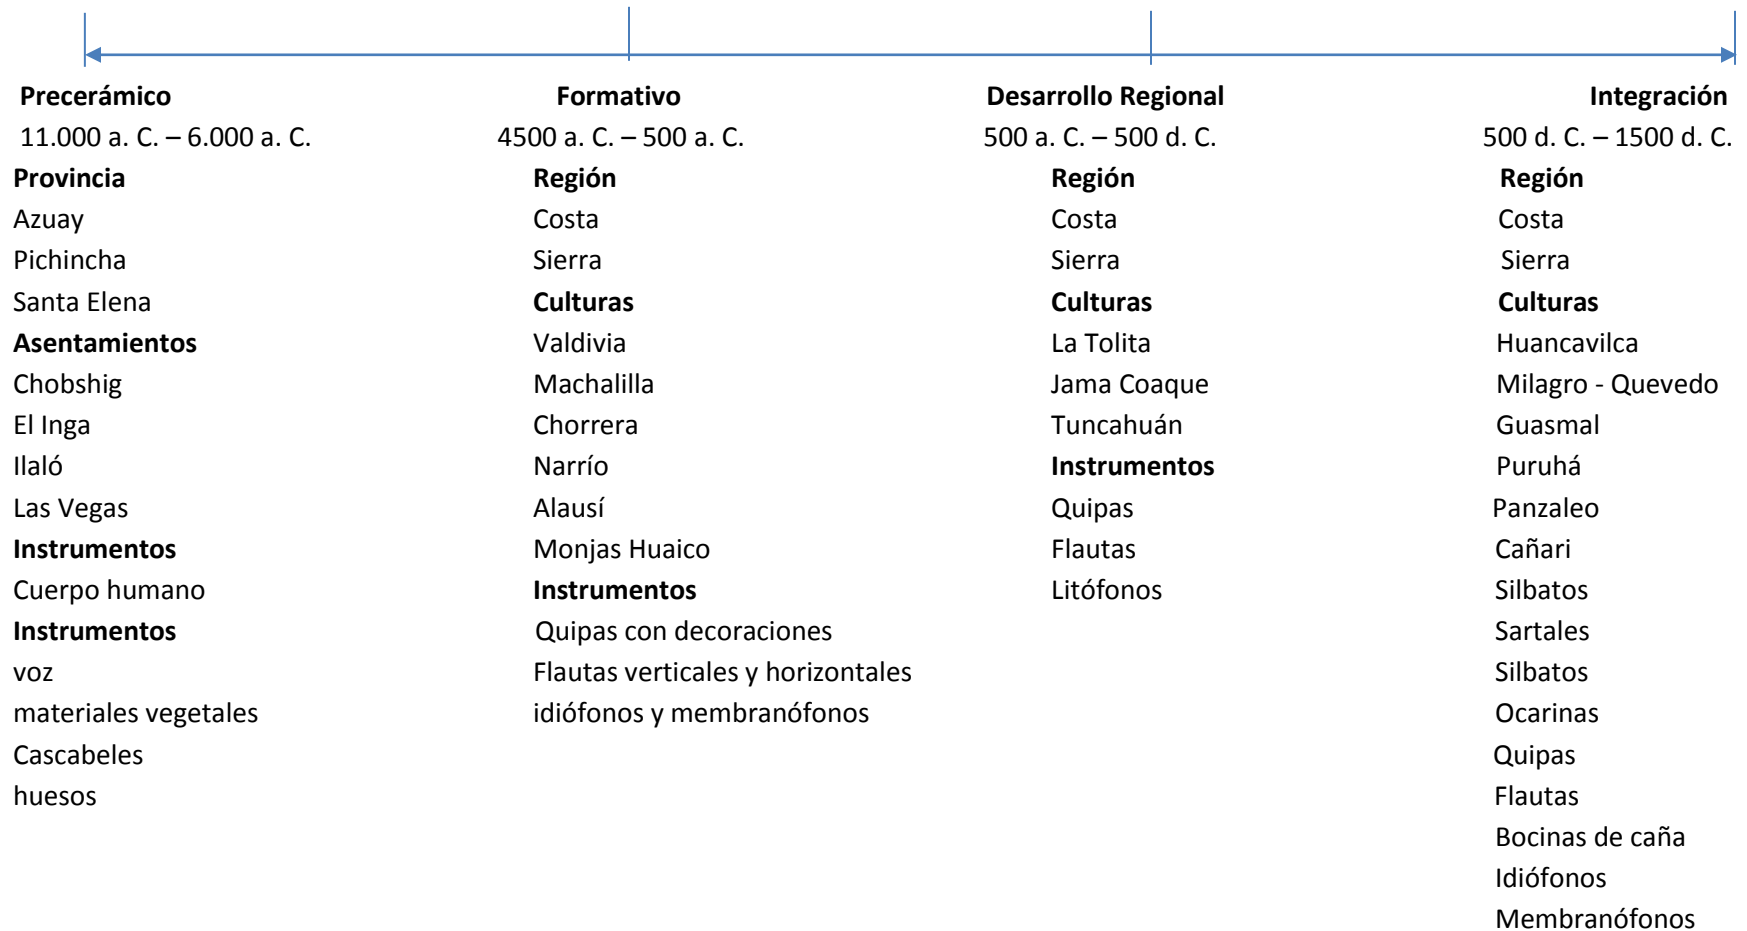 Precerámico
11.000 a. C. – 6.000 a. C.
Provincia
Azuay
Pichincha
Santa Elena
Asentamientos
Chobshig
El Inga
Ilaló
Las Vegas
Instrumentos
Cuerpo humano
Instrumentos
voz
materiales vegetales
Cascabeles
huesos
Formativo
4500 a. C. – 500 a. C.
Región
Costa
Sierra
Culturas
Valdivia
Machalilla
Chorrera
Narrío
Alausí
Monjas Huaico
Instrumentos
Quipas con decoraciones
Flautas verticales y horizontales
idiófonos y membranófonos
Desarrollo Regional
500 a. C. – 500 d. C.
Región
Costa
Sierra
Culturas
La Tolita
Jama Coaque
Tuncahuán
Instrumentos
Quipas
Flautas
Litófonos
Integración
500 d. C. – 1500 d. C.
Región
Costa
Sierra
Culturas
Huancavilca
Milagro - Quevedo
Guasmal
Puruhá
Panzaleo
Cañari
Silbatos
Sartales
Silbatos
Ocarinas
Quipas
Flautas
Bocinas de caña
Idiófonos
Membranófonos